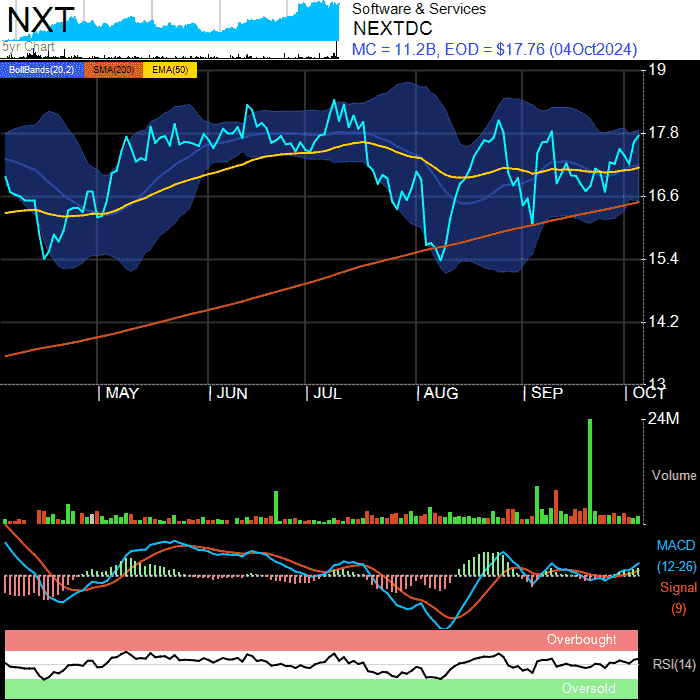 NXT
5yr Chart
Software & Services
NEXTDC
MC = 11.2B, EOD = $17.76 (04Oct2024)
BollBands(20,2) SMA(200) EMA(50)
19
17.8
16.6
15.4
14.2
13
MAY JUN JUL AUG SEP OCT
24M
Volume
MACD
(12-26)
Signal
(9)
Overbought
RSI(14)
Oversold